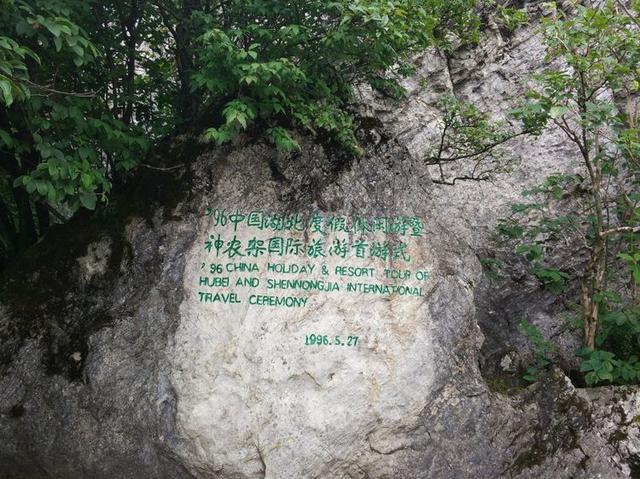 '96中国湖北度假休闲游暨
神农架国际旅游首游式
'96 CHINA HOLIDAY & RESORT TOUR OF
HUBEI AND SHENNONGJIA INTERNATIONAL
TRAVEL CEREMONY
1996.5.27